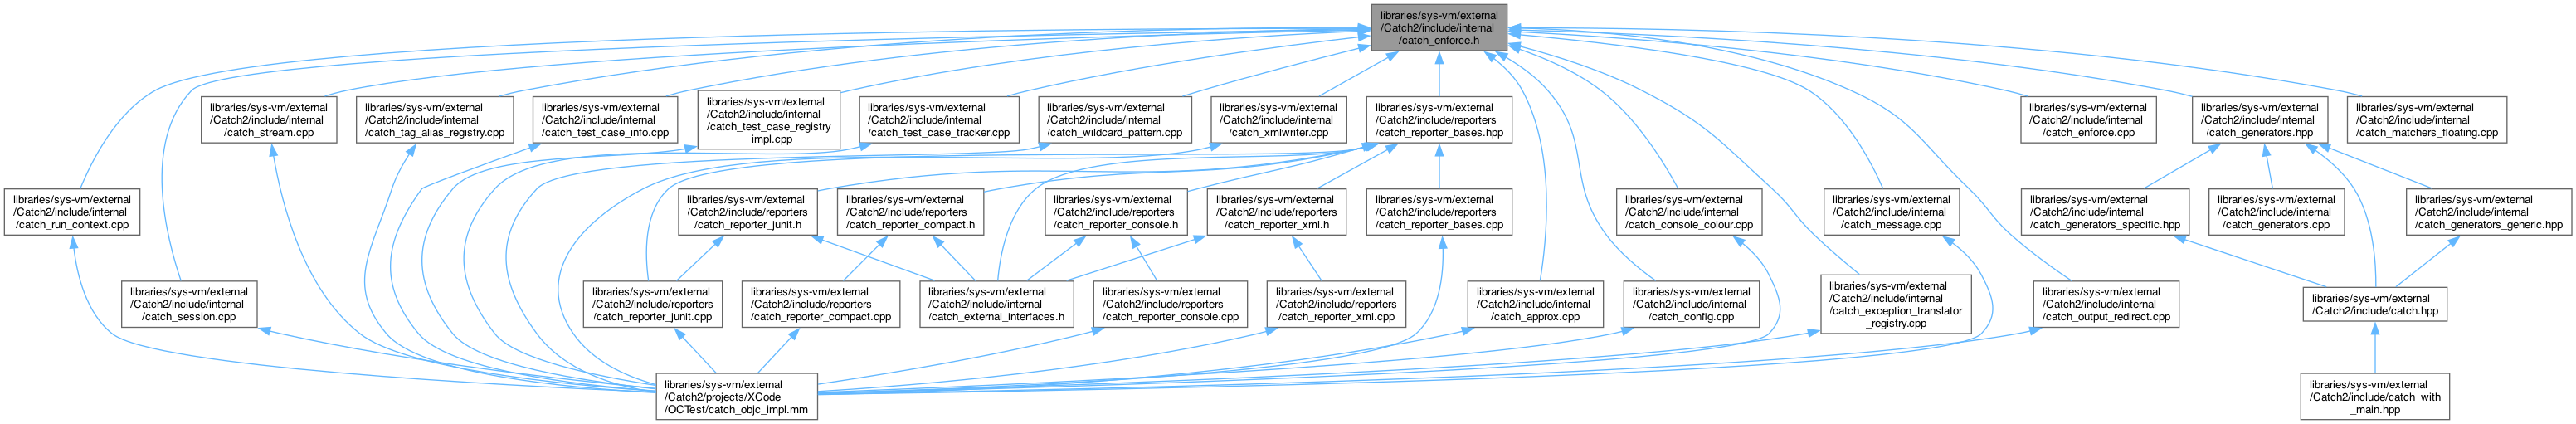 libraries/sys-vm/external
/Catch2/include/internal
/catch_enforce.h
libraries/sys-vm/external
/Catch2/include/internal
/catch_stream.cpp
libraries/sys-vm/external
/Catch2/include/internal
/catch_tag_alias_registry.cpp
libraries/sys-vm/external
/Catch2/include/internal
/catch_test_case_info.cpp
libraries/sys-vm/external
/Catch2/include/internal
/catch_test_case_registry
_impl.cpp
libraries/sys-vm/external
/Catch2/include/internal
/catch_test_case_tracker.cpp
libraries/sys-vm/external
/Catch2/include/internal
/catch_wildcard_pattern.cpp
libraries/sys-vm/external
/Catch2/include/internal
/catch_xmlwriter.cpp
libraries/sys-vm/external
/Catch2/include/reporters
/catch_reporter_bases.hpp
libraries/sys-vm/external
/Catch2/include/internal
/catch_enforce.cpp
libraries/sys-vm/external
/Catch2/include/internal
/catch_generators.hpp
libraries/sys-vm/external
/Catch2/include/internal
/catch_matchers_floating.cpp
libraries/sys-vm/external
/Catch2/include/internal
/catch_run_context.cpp
libraries/sys-vm/external
/Catch2/include/reporters
/catch_reporter_junit.h
libraries/sys-vm/external
/Catch2/include/reporters
/catch_reporter_compact.h
libraries/sys-vm/external
/Catch2/include/reporters
/catch_reporter_console.h
libraries/sys-vm/external
/Catch2/include/reporters
/catch_reporter_xml.h
libraries/sys-vm/external
/Catch2/include/reporters
/catch_reporter_bases.cpp
libraries/sys-vm/external
/Catch2/include/internal
/catch_console_colour.cpp
libraries/sys-vm/external
/Catch2/include/internal
/catch_message.cpp
libraries/sys-vm/external
/Catch2/include/internal
/catch_generators_specific.hpp
libraries/sys-vm/external
/Catch2/include/internal
/catch_generators.cpp
libraries/sys-vm/external
/Catch2/include/internal
/catch_generators_generic.hpp
libraries/sys-vm/external
/Catch2/include/internal
/catch_session.cpp
libraries/sys-vm/external
/Catch2/include/reporters
/catch_reporter_junit.cpp
libraries/sys-vm/external
/Catch2/include/reporters
/catch_reporter_compact.cpp
libraries/sys-vm/external
/Catch2/include/internal
/catch_external_interfaces.h
libraries/sys-vm/external
/Catch2/include/reporters
/catch_reporter_console.cpp
libraries/sys-vm/external
/Catch2/include/reporters
/catch_reporter_xml.cpp
libraries/sys-vm/external
/Catch2/include/internal
/catch_approx.cpp
libraries/sys-vm/external
/Catch2/include/internal
/catch_config.cpp
libraries/sys-vm/external
/Catch2/include/internal
/catch_exception_translator
_registry.cpp
libraries/sys-vm/external
/Catch2/include/internal
/catch_output_redirect.cpp
libraries/sys-vm/external
/Catch2/include/catch.hpp
libraries/sys-vm/external
/Catch2/projects/XCode
/OCTest/catch_objc_impl.mm
libraries/sys-vm/external
/Catch2/include/catch_with
_main.hpp